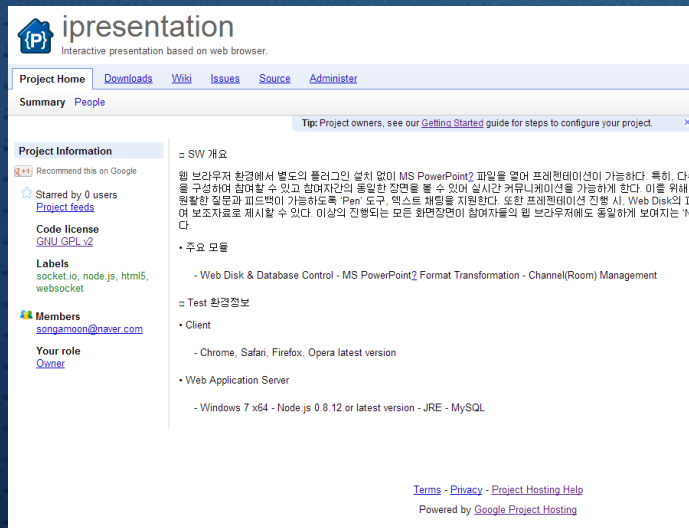 {P}
ipresentation
Interactive presentation based on web browser.
Project Home Downloads Wiki Issues Source Administer
Summary People
Tip: Project owners, see our Getting Started guide for steps to configure your project.
Project Information
+1 Recommend this on Google
Starred by 0 users
Project feeds
Code license
GNU GPL v2
Labels
socket.io, node.js, html5,
websocket
Members
songamoon@naver.com
Your role
Owner
□ SW 개요
웹 브라우저 환경에서 별도의 플러그인 설치 없이 MS PowerPoint? 파일을 열어 프레젠테이션이 가능하다. 특히,
을 구성하여 참여할 수 있고 참여자간의 동일한 장면을 볼 수 있어 실시간 커뮤니케이션을 가능하게 한다. 이를 위해
원활한 질문과 피드백이 가능하도록 'Pen' 도구, 텍스트 채팅을 지원한다. 또한 프레젠테이션 진행 시, Web Disk의
여 보조자료로 제시할 수 있다. 이상의 진행되는 모든 화면장면이 참여자들의 웹 브라우저에도 동일하게 보여지는
다.
• 주요 모듈
- Web Disk & Database Control - MS PowerPoint? Format Transformation - Channel(Room) Management
□ Test 환경정보
• Client
- Chrome, Safari, Firefox, Opera latest version
• Web Application Server
- Windows 7 x64 - Node.js 0.8.12 or latest version - JRE - MySQL
Terms - Privacy - Project Hosting Help
Powered by Google Project Hosting